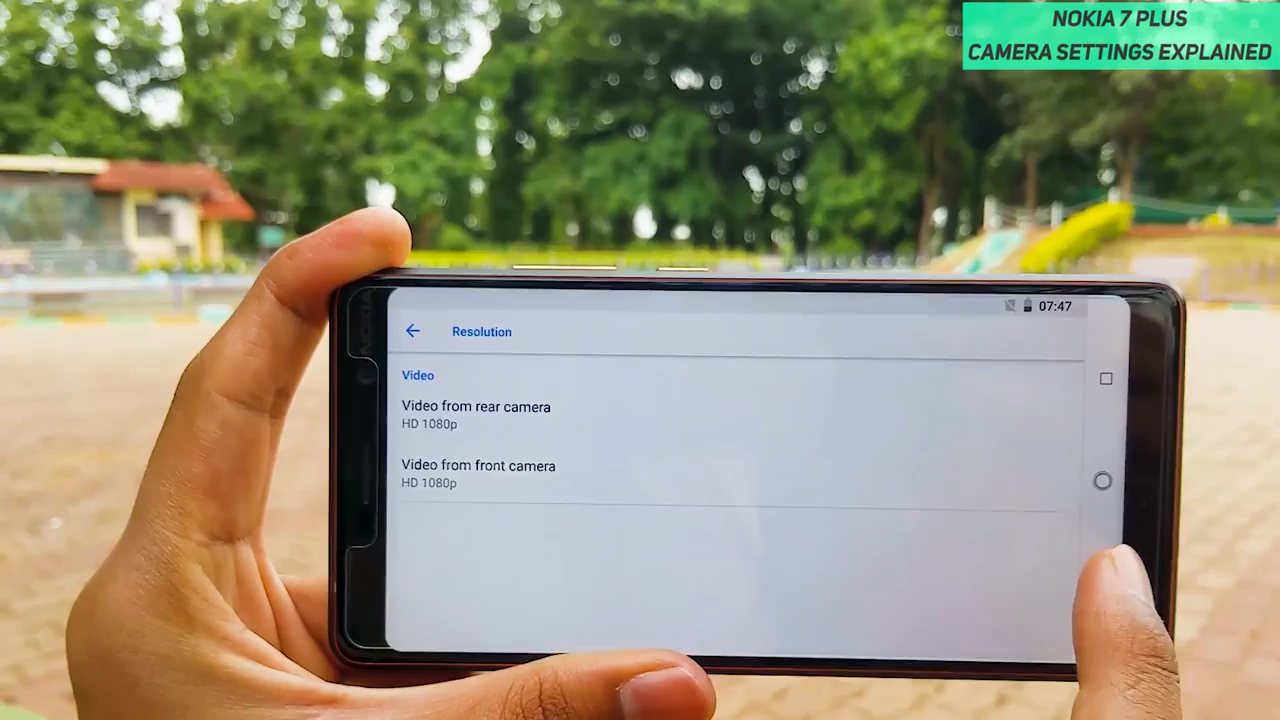 NOKIA 7 PLUS
CAMERA SETTINGS EXPLAINED
NOKIA
07:47
Resolution
Video
Video from rear camera
HD 1080p
Video from front camera
HD 1080p